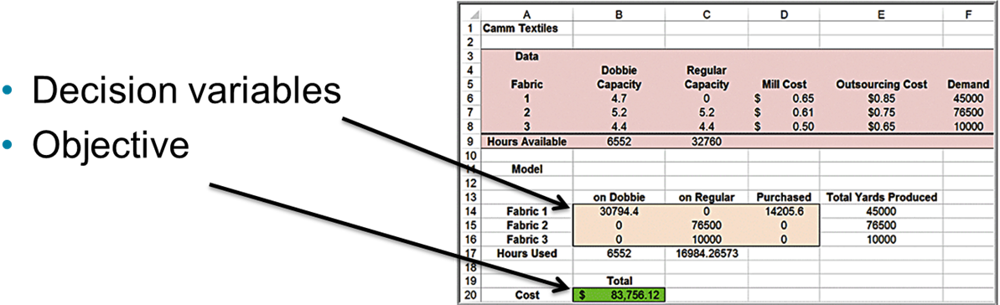 • Decision variables
• Objective
A B C D E F
1 Camm Textiles
2
3 Data
4 Dobbie Regular
5 Fabric Capacity Capacity Mill Cost Outsourcing Cost Demand
6 1 4.7 0 $ 0.65 $0.85 45000
7 2 5.2 5.2 $ 0.61 $0.75 76500
8 3 4.4 4.4 $ 0.50 $0.65 10000
9 Hours Available 6552 32760
10
11 Model
12
13 on Dobbie on Regular Purchased Total Yards Produced
14 Fabric 1 30794.4 0 14205.6 45000
15 Fabric 2 0 76500 0 76500
16 Fabric 3 0 10000 0 10000
17 Hours Used 6552 16984.26573
18
19 Total
20 Cost $ 83,756.12